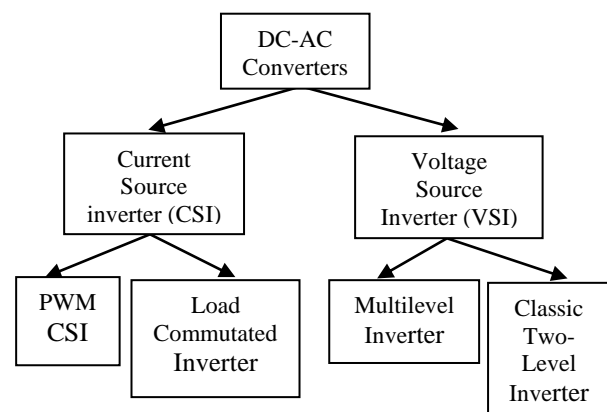 DC-AC
Converters
Current
Source
inverter (CSI)
Voltage
Source
Inverter (VSI)
PWM
CSI
Load
Commutated
Inverter
Multilevel
Inverter
Classic
Two-
Level
Inverter